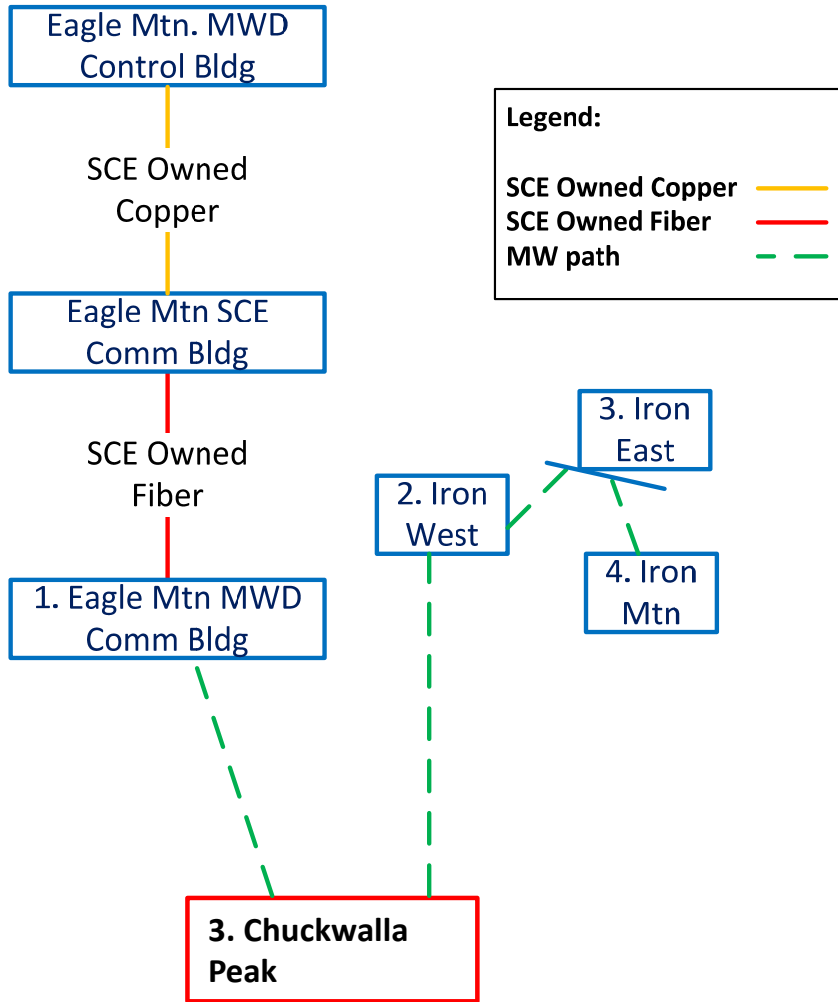 Eagle Mtn. MWD
Control Bldg
SCE Owned
Copper
Eagle Mtn SCE
Comm Bldg
SCE Owned
Fiber
1. Eagle Mtn MWD
Comm Bldg
Legend:
SCE Owned Copper
SCE Owned Fiber
MW path
3. Iron
East
2. Iron
West
4. Iron
Mtn
3. Chuckwalla
Peak